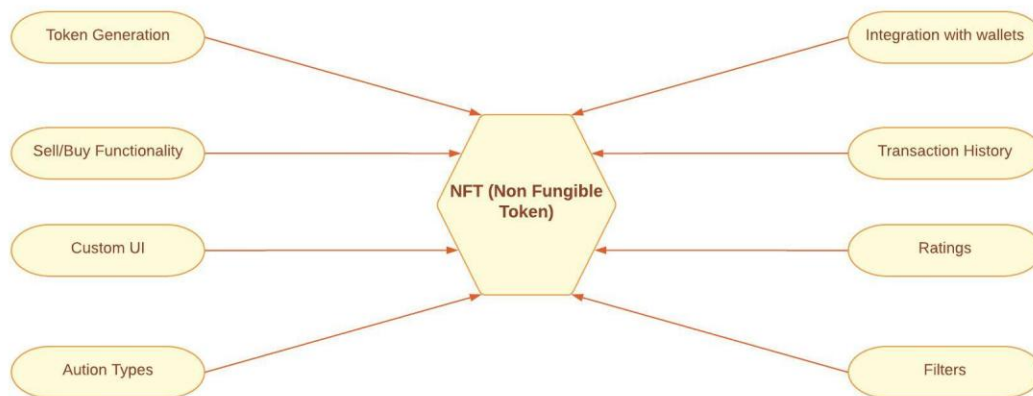 Token Generation
Integration with wallets
Sell/Buy Functionality
Transaction History
NFT (Non Fungible
Token)
Custom UI
Ratings
Aution Types
Filters